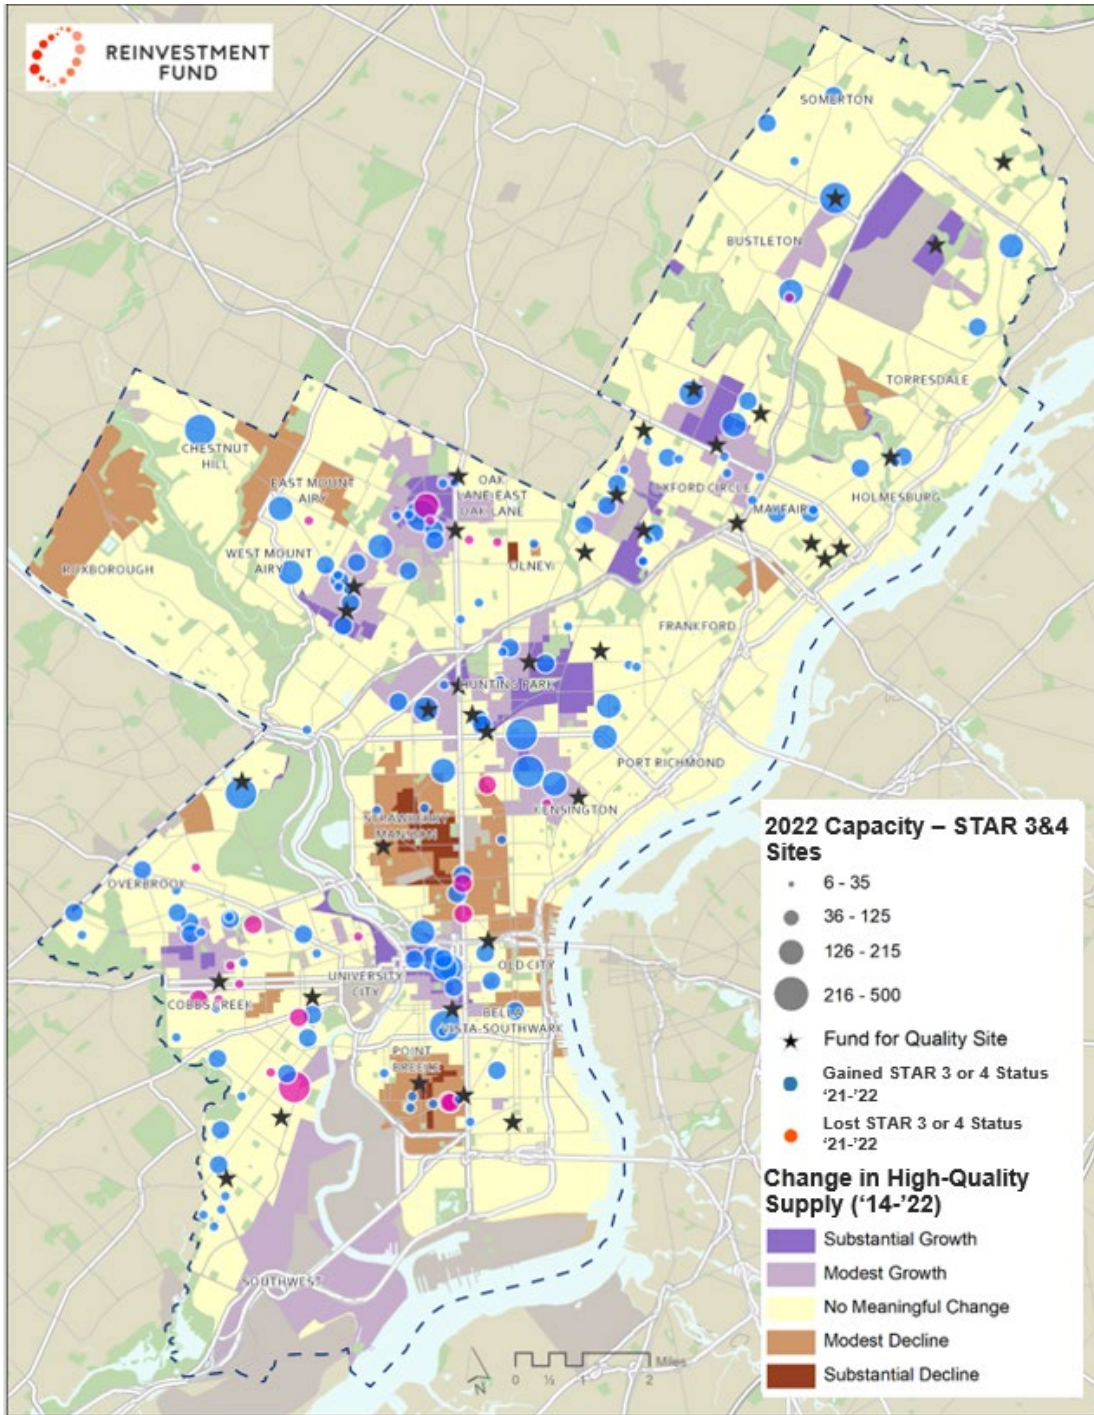 REINVESTMENT
FUND
SOMERTON
BUSTLETON
TORRESDALE
CHESTNUT
HILL
EAST MOUNT
AIRY
OAK
LANE-EAST
OAK LANE
OXFORD CIRCLE
HOLMESBURG
MAYFAIR
WEST MOUNT
AIRY
ROXBOROUGH
OLNEY
FRANKFORD
HUNTING PARK
PORT RICHMOND
KENSINGTON
STRAWBERRY
MANSION
OVERBROOK
OLD CITY
UNIVERSITY
CITY
COBBS CREEK
BELLA
VISTA-SOUTHWARK
POINT
BREEZE
SOUTHWEST
N
0 ½ 1 2
Miles
2022 Capacity – STAR 3&4
Sites
6 - 35
36 - 125
126 - 215
216 - 500
Fund for Quality Site
Gained STAR 3 or 4 Status
'21-'22
Lost STAR 3 or 4 Status
'21-'22
Change in High-Quality
Supply ('14-'22)
Substantial Growth
Modest Growth
No Meaningful Change
Modest Decline
Substantial Decline